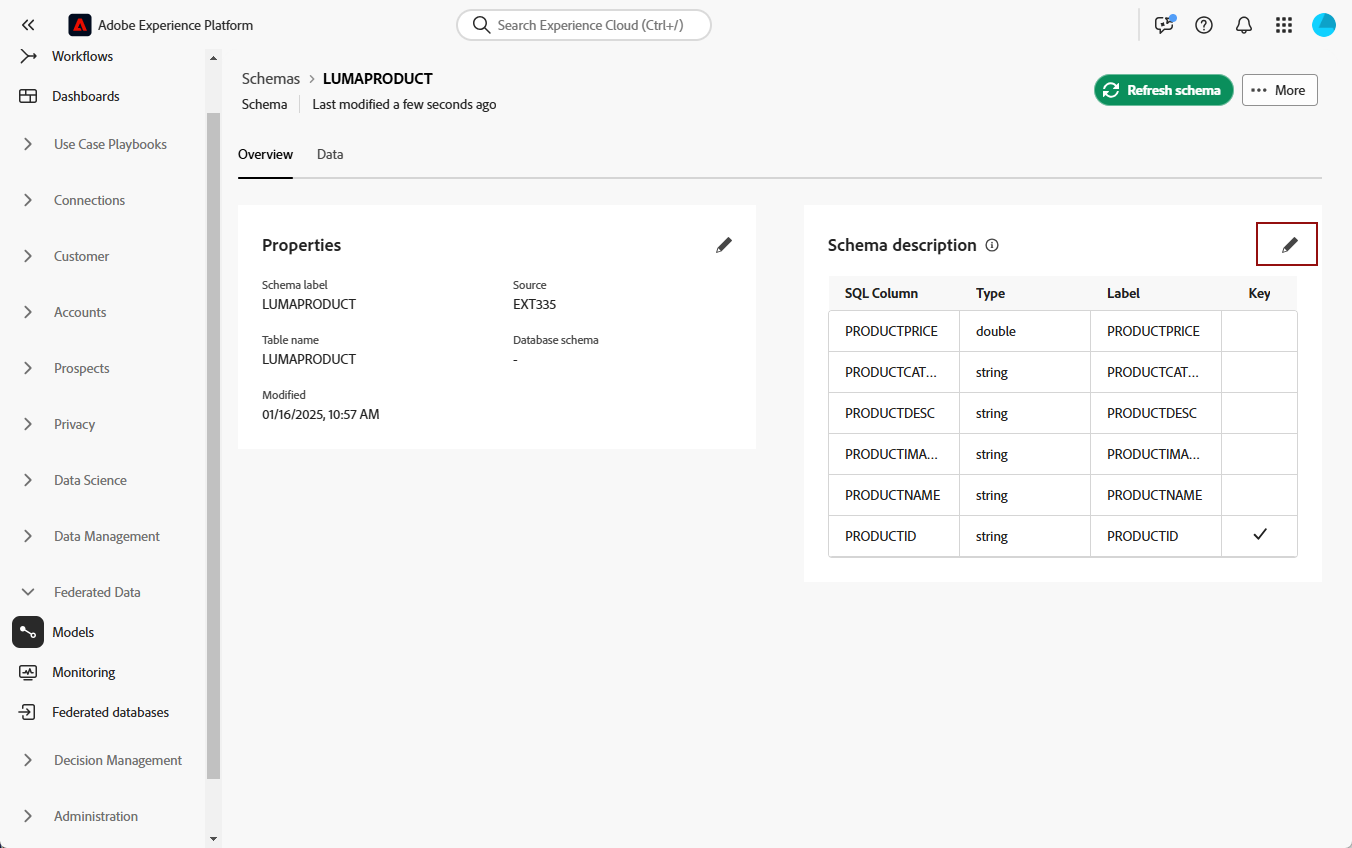 Adobe Experience Platform
Search Experience Cloud (Ctrl+/)
Workflows
Dashboards
Use Case Playbooks
Connections
Customer
Accounts
Prospects
Privacy
Data Science
Data Management
Federated Data
Models
Monitoring
Federated databases
Decision Management
Administration
Schemas > LUMAPRODUCT
Schema | Last modified a few seconds ago
Refresh schema
More
Overview Data
Properties
Schema label
LUMAPRODUCT
Source
EXT335
Table name
LUMAPRODUCT
Database schema
-
Modified
01/16/2025, 10:57 AM
Schema description
SQL Column Type Label Key
PRODUCTPRICE double PRODUCTPRICE
PRODUCTCAT... string PRODUCTCAT...
PRODUCTDESC string PRODUCTDESC
PRODUCTIMA... string PRODUCTIMA...
PRODUCTNAME string PRODUCTNAME
PRODUCTID string PRODUCTID